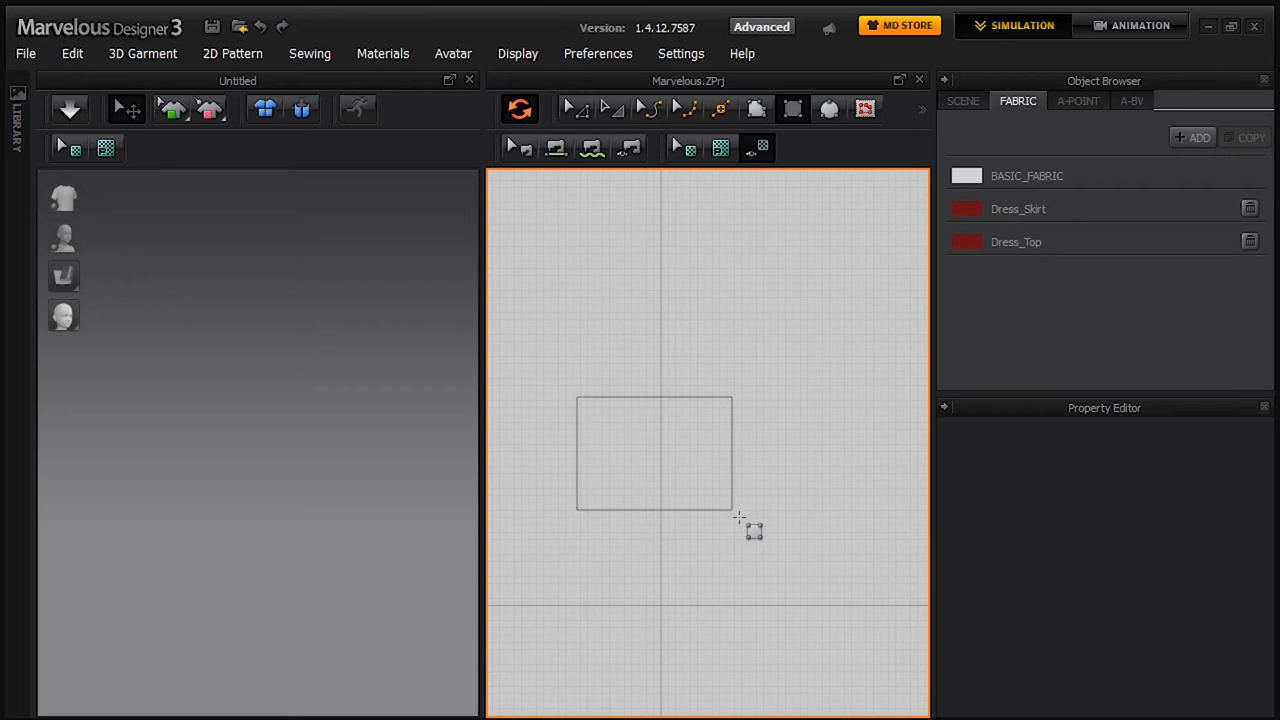 Marvelous Designer 3
Version: 1.4.12.7587
Advanced
MD STORE
SIMULATION
ANIMATION
File Edit 3D Garment 2D Pattern Sewing Materials Avatar Display Preferences Settings Help
Untitled
Marvelous.ZPrj
Object Browser
LIBRARY
SCENE FABRIC A-POINT A-BV
+ ADD COPY
BASIC_FABRIC
Dress_Skirt
Dress_Top
Property Editor